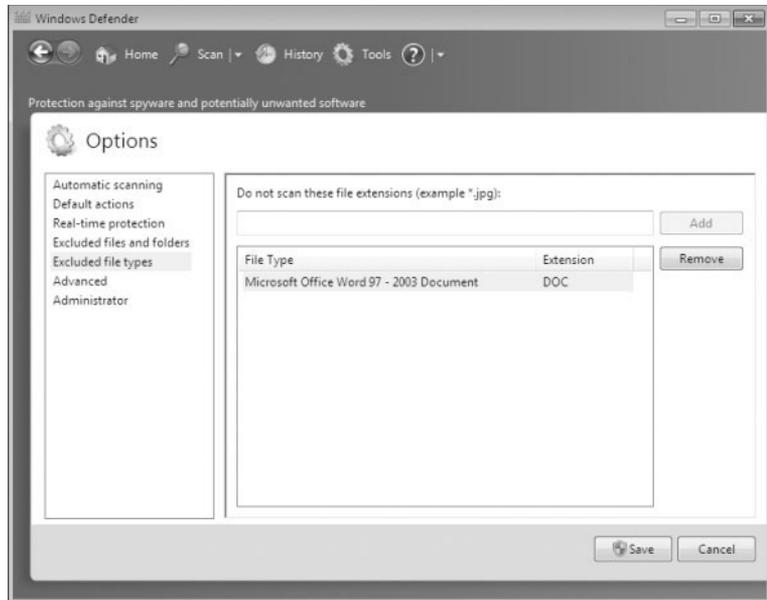 Windows Defender
Home Scan History Tools ?
Protection against spyware and potentially unwanted software
Options
Automatic scanning
Default actions
Real-time protection
Excluded files and folders
Excluded file types
Advanced
Administrator
Do not scan these file extensions (example *.jpg):
Add
File Type Extension
Remove
Microsoft Office Word 97 - 2003 Document DOC
Save Cancel